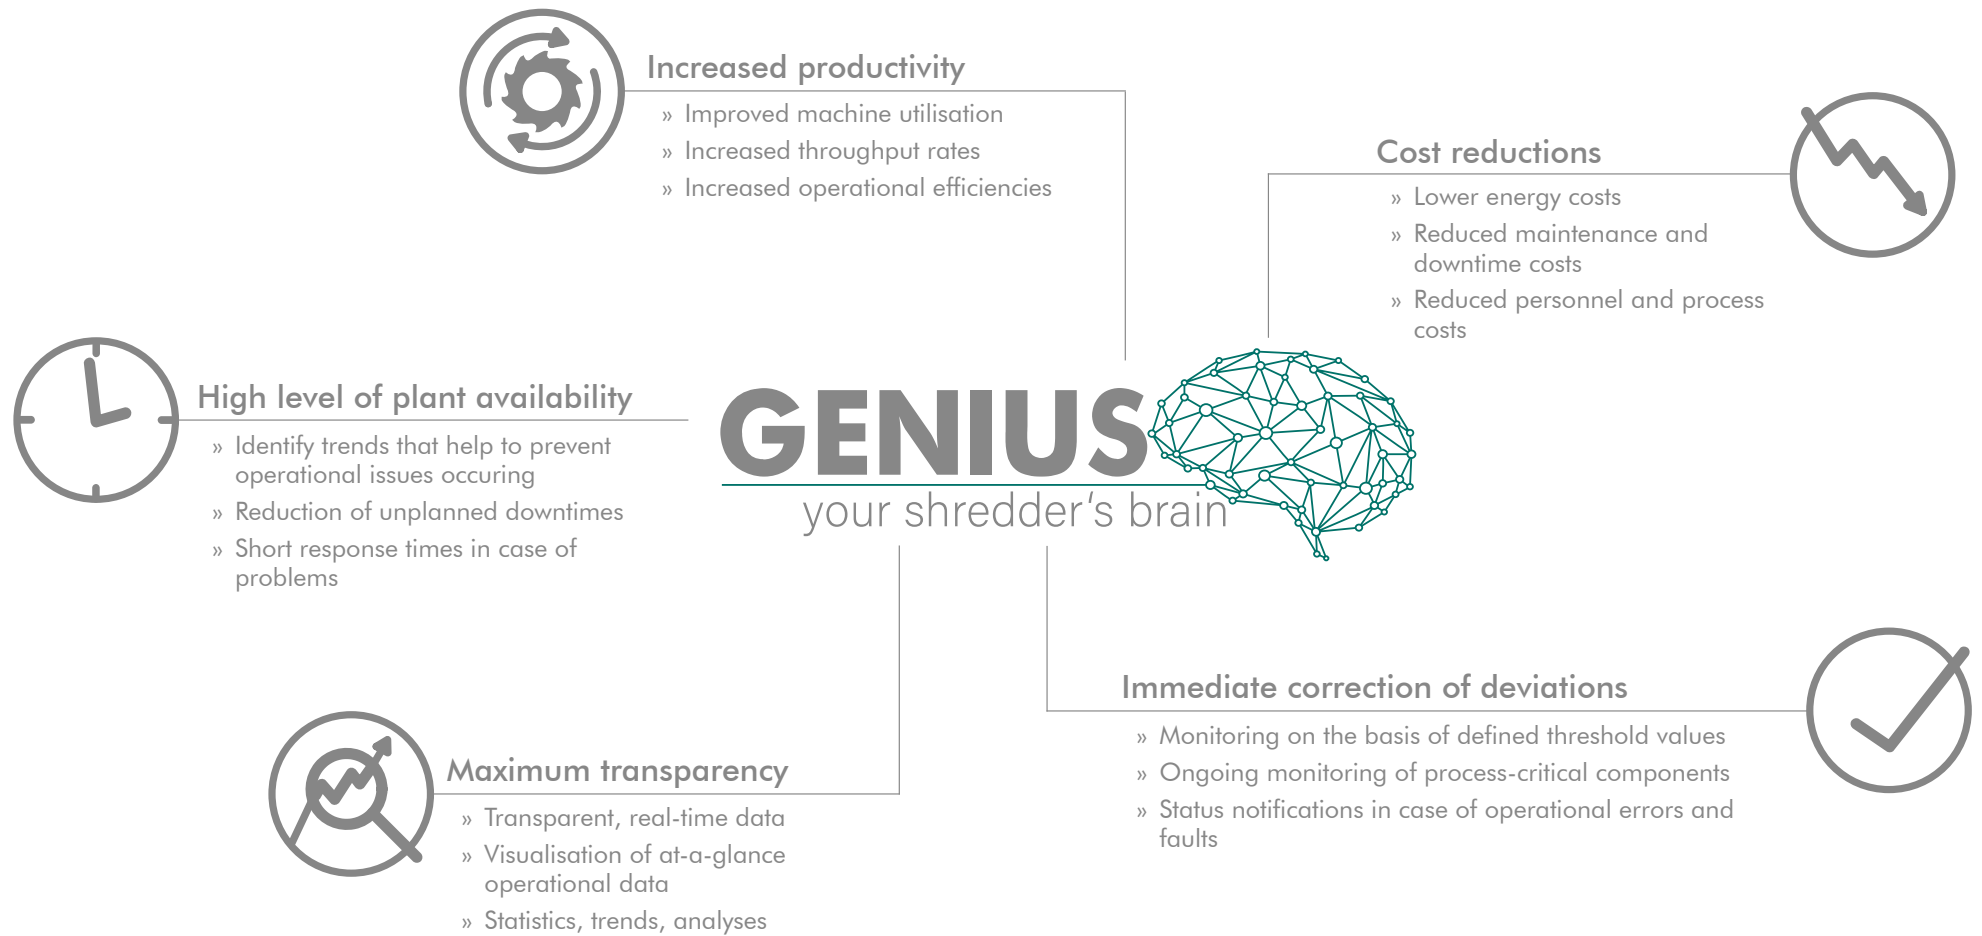 Increased productivity
» Improved machine utilisation
» Increased throughput rates
» Increased operational efficiencies
Cost reductions
» Lower energy costs
» Reduced maintenance and
downtime costs
» Reduced personnel and process
costs
High level of plant availability
» Identify trends that help to prevent
operational issues occuring
» Reduction of unplanned downtimes
» Short response times in case of
problems
GENIUS
your shredder‘s brain
Maximum transparency
» Transparent, real-time data
» Visualisation of at-a-glance
operational data
» Statistics, trends, analyses
Immediate correction of deviations
» Monitoring on the basis of defined threshold values
» Ongoing monitoring of process-critical components
» Status notifications in case of operational errors and
faults